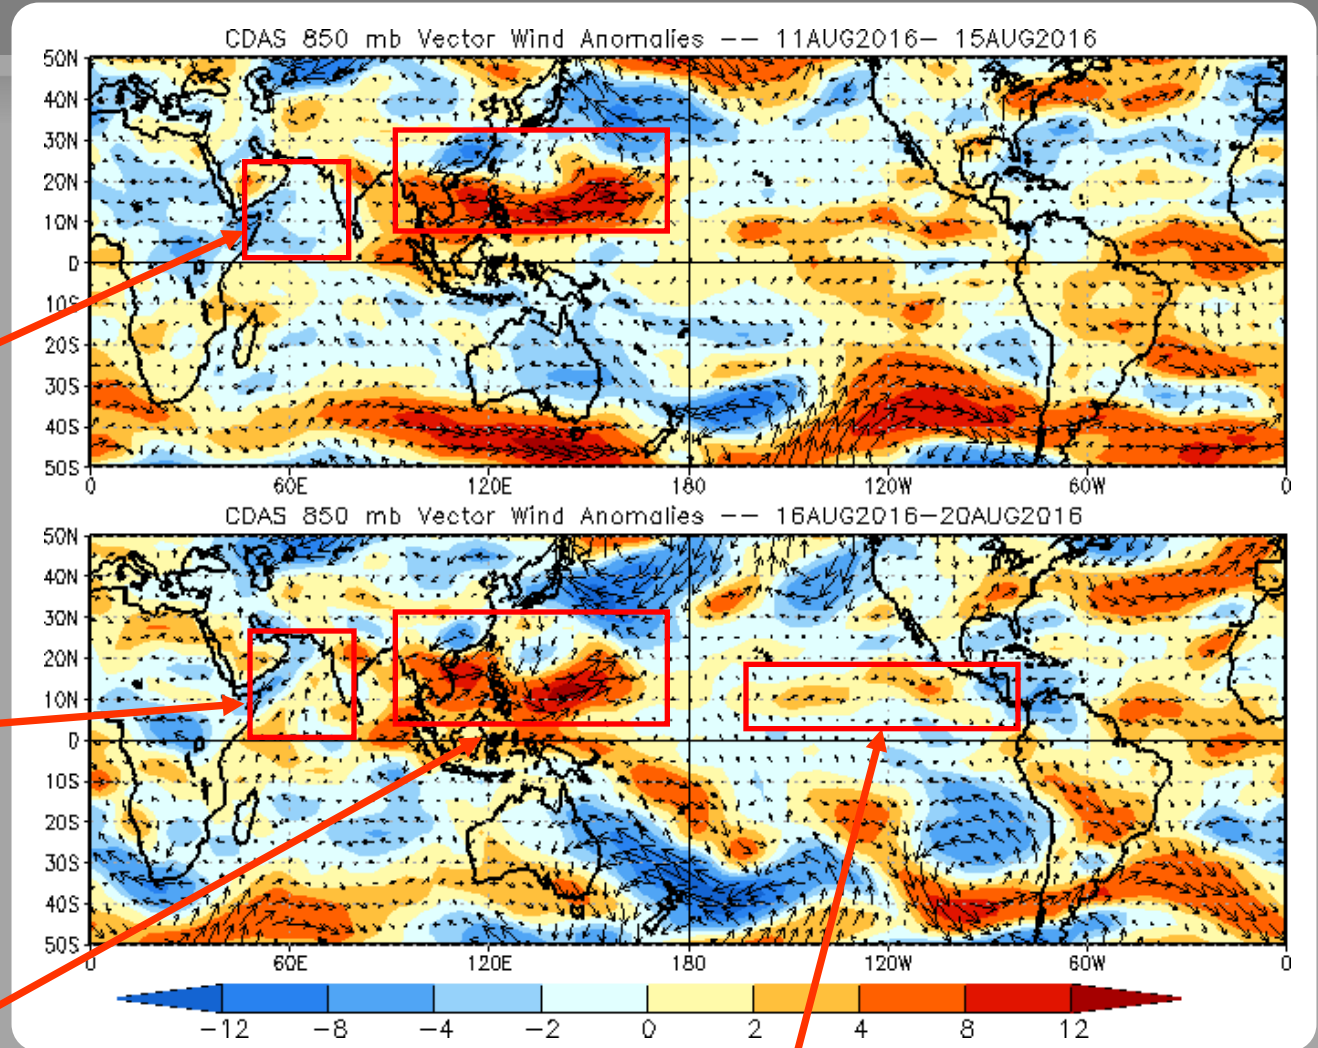 CDAS 850 mb Vector Wind Anomalies -- 11AUG2016- 15AUG2016
50N
40N
30N
20N
10N
0
10S
20S
30S
40S
50S
0 60E 120E 180 120W 60W 0
CDAS 850 mb Vector Wind Anomalies -- 16AUG2016-20AUG2016
50N
40N
30N
20N
10N
0
10S
20S
30S
40S
50S
0 60E 120E 180 120W 60W 0
-12 -8 -4 -2 0 2 4 8 12